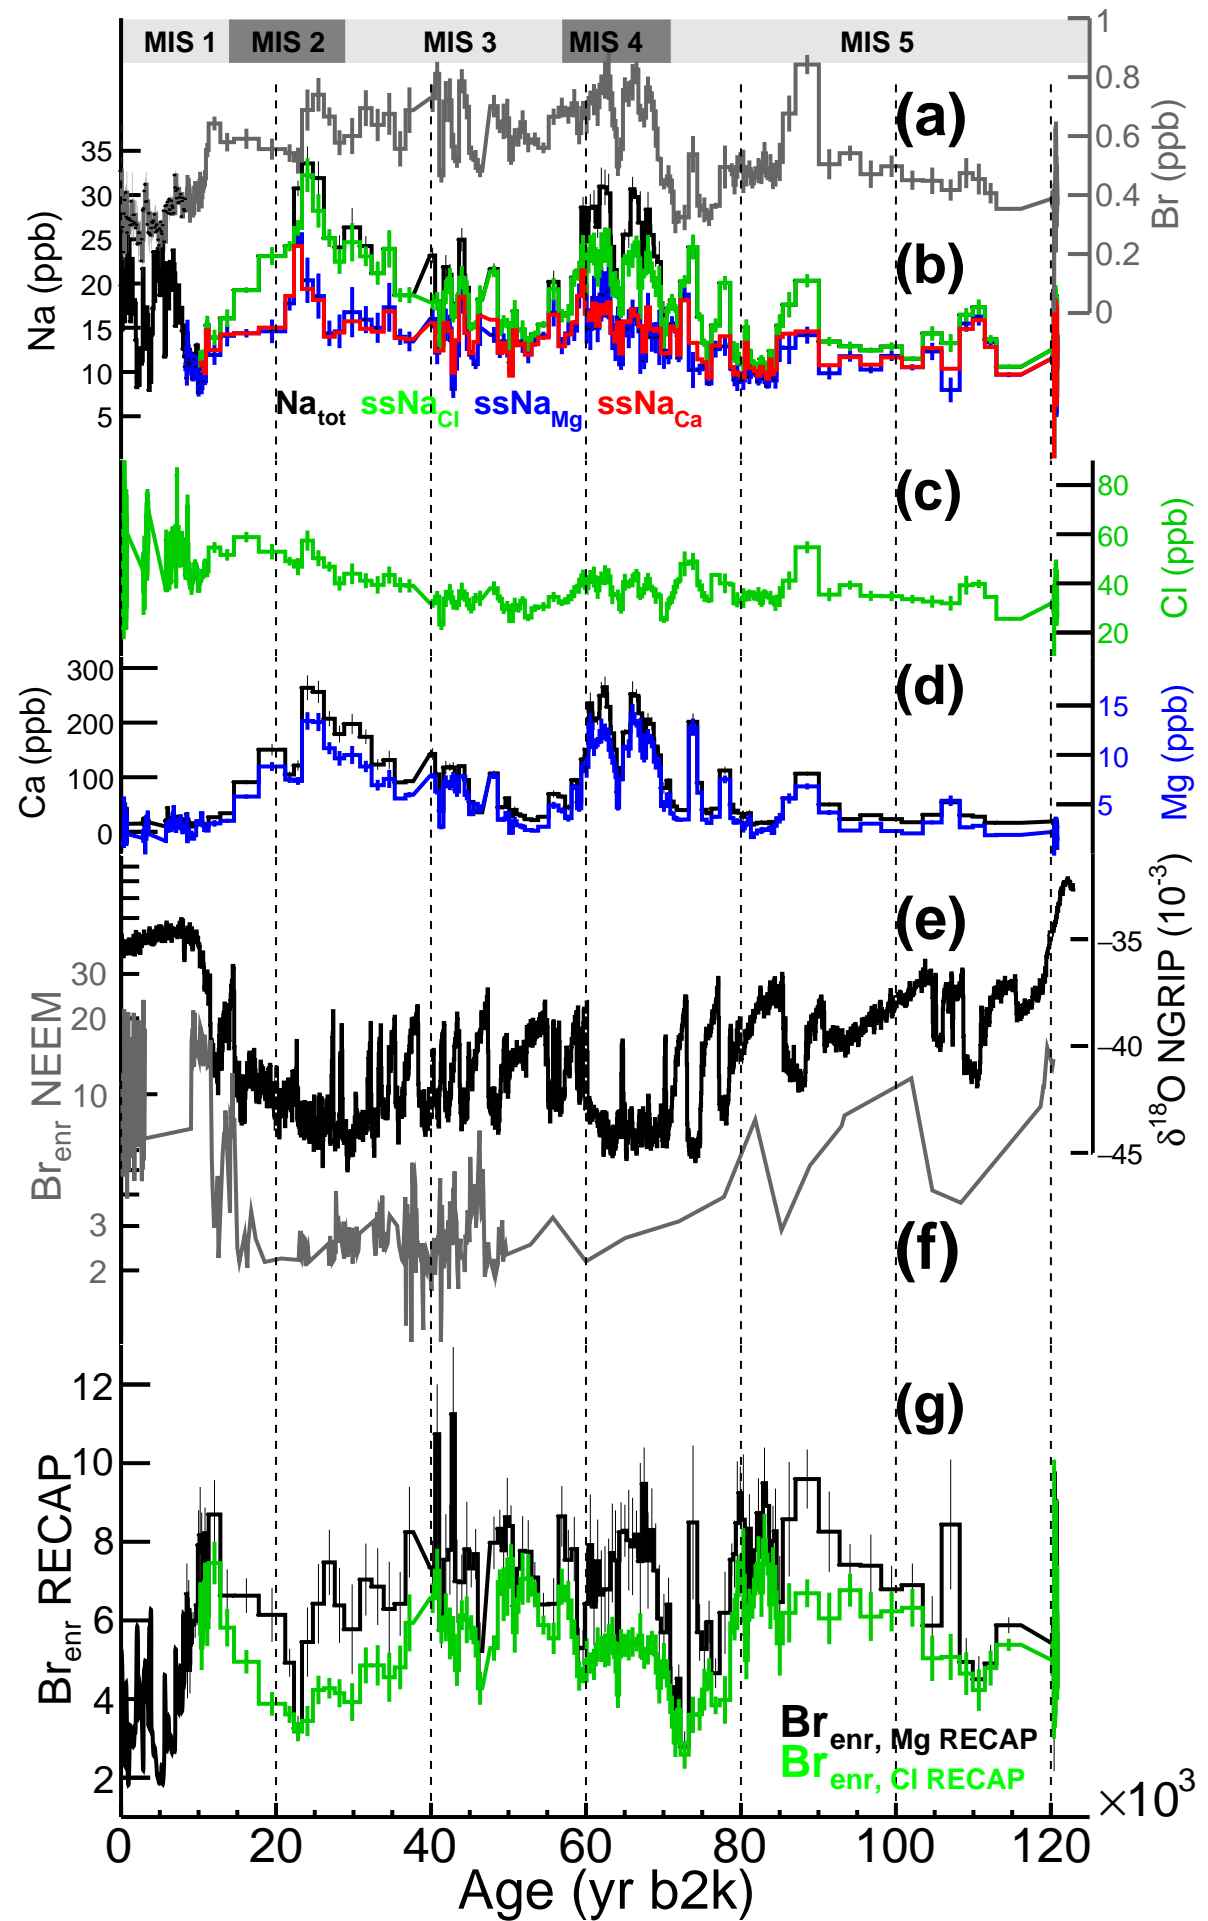 MIS 1 MIS 2 MIS 3 MIS 4 MIS 5
1
0.8
0.6
0.4
0.2
0
Br (ppb)
(a)
35
30
25
20
15
10
5
Na (ppb)
(b)
Na_tot ssNa_Cl ssNa_Mg ssNa_Ca
(c)
80
60
40
20
Cl (ppb)
300
200
100
0
Ca (ppb)
(d)
15
10
5
Mg (ppb)
(e)
−35
−40
−45
δ¹⁸O NGRIP (10⁻³)
30
20
10
3
2
Br_enr NEEM
(f)
12
10
8
6
4
2
Br_enr RECAP
(g)
Br_enr, Mg RECAP
Br_enr, Cl RECAP
×10³
0 20 40 60 80 100 120
Age (yr b2k)